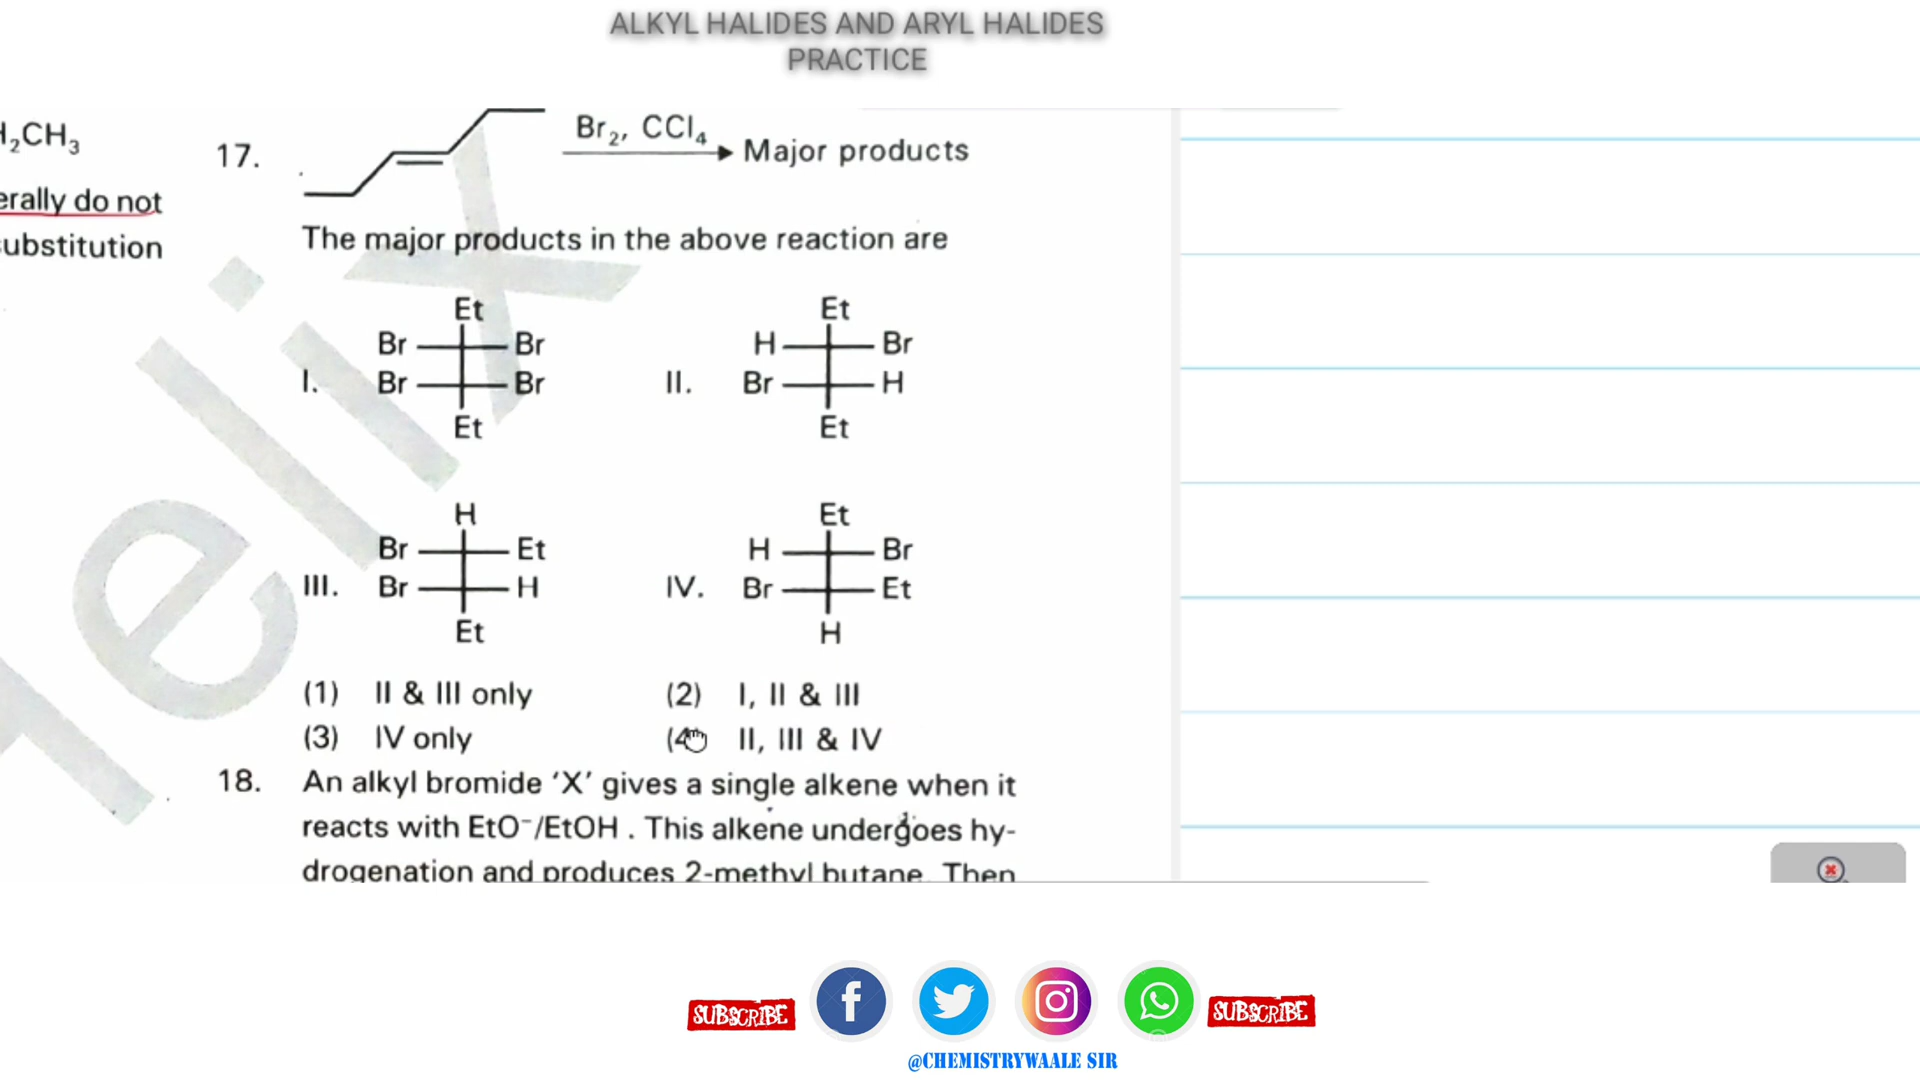 ALKYL HALIDES AND ARYL HALIDES
PRACTICE
H₂CH₃
erally do not
substitution
17.
Br₂, CCl₄
Major products
The major products in the above reaction are
Et
Br Br
I. Br Br
Et
Et
H Br
II. Br H
Et
H
Br Et
III. Br H
Et
Et
H Br
IV. Br Et
H
(1) II & III only
(2) I, II & III
(3) IV only
(4 II, III & IV
18. An alkyl bromide ‘X’ gives a single alkene when it
reacts with EtO⁻/EtOH . This alkene undergoes hy-
drogenation and produces 2-methyl butane. Then
elix
SUBSCRIBE
SUBSCRIBE
@CHEMISTRYWAALE SIR